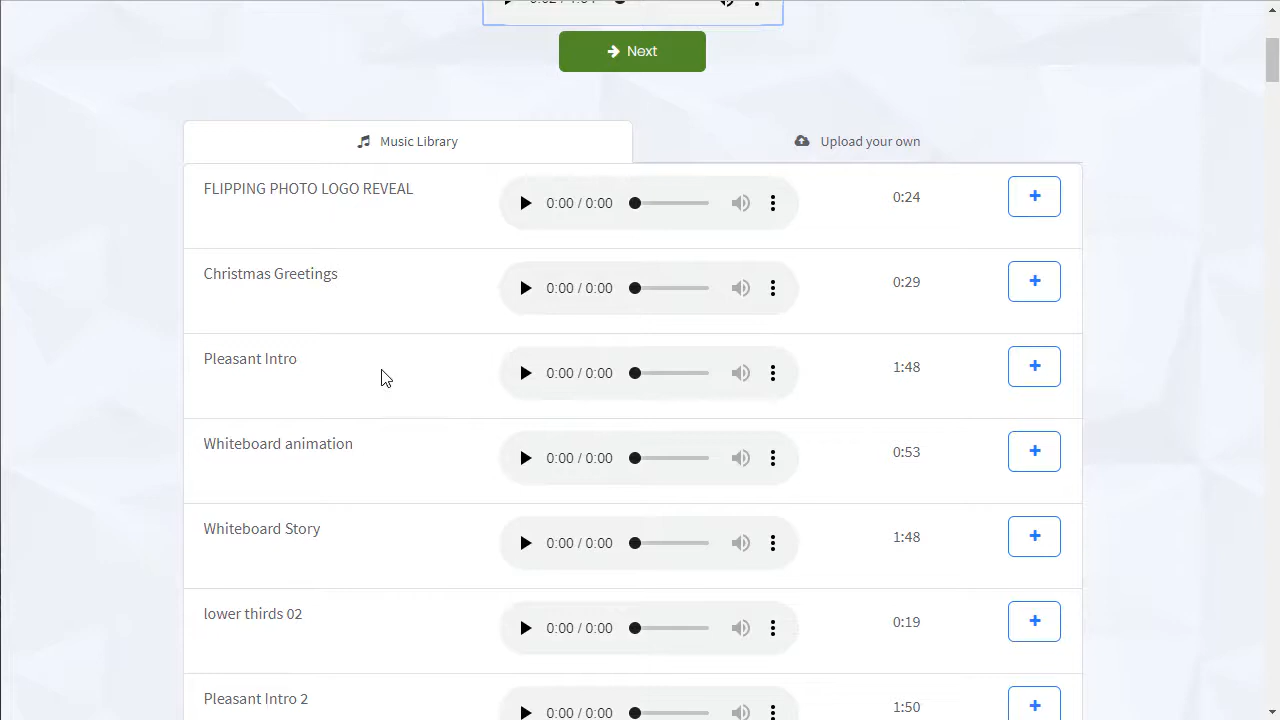 Next
Music Library
Upload your own
FLIPPING PHOTO LOGO REVEAL
0:00 / 0:00
0:24
Christmas Greetings
0:00 / 0:00
0:29
Pleasant Intro
0:00 / 0:00
1:48
Whiteboard animation
0:00 / 0:00
0:53
Whiteboard Story
0:00 / 0:00
1:48
lower thirds 02
0:00 / 0:00
0:19
Pleasant Intro 2
0:00 / 0:00
1:50